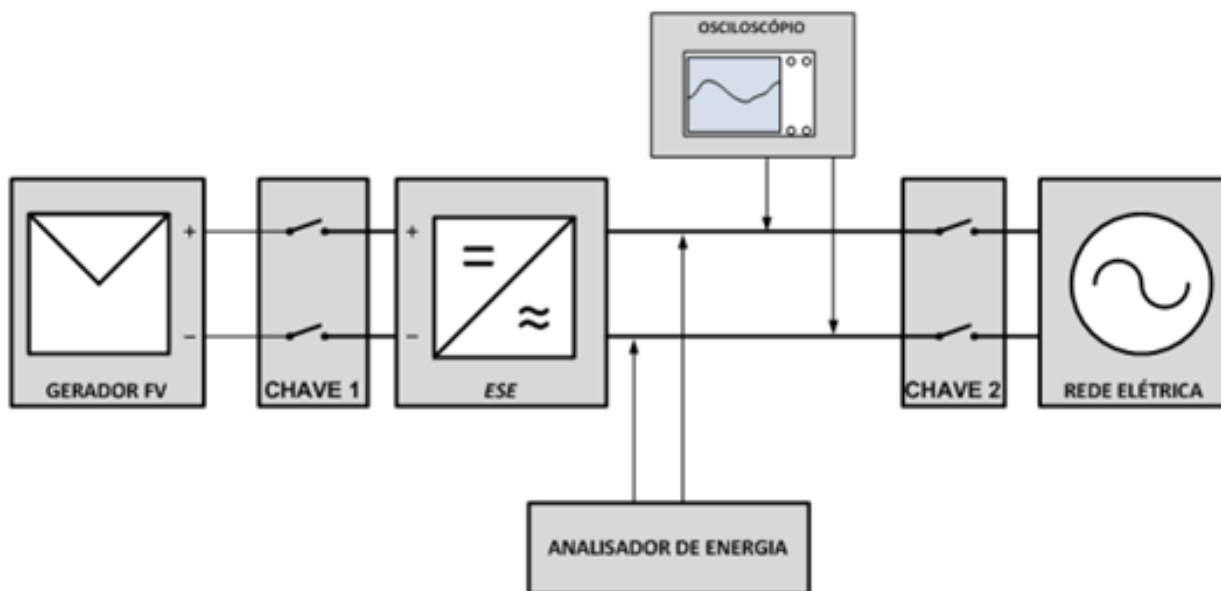 OSCILOSCÓPIO
+
−
+
−
GERADOR FV
CHAVE 1
ESE
CHAVE 2
REDE ELÉTRICA
ANALISADOR DE ENERGIA